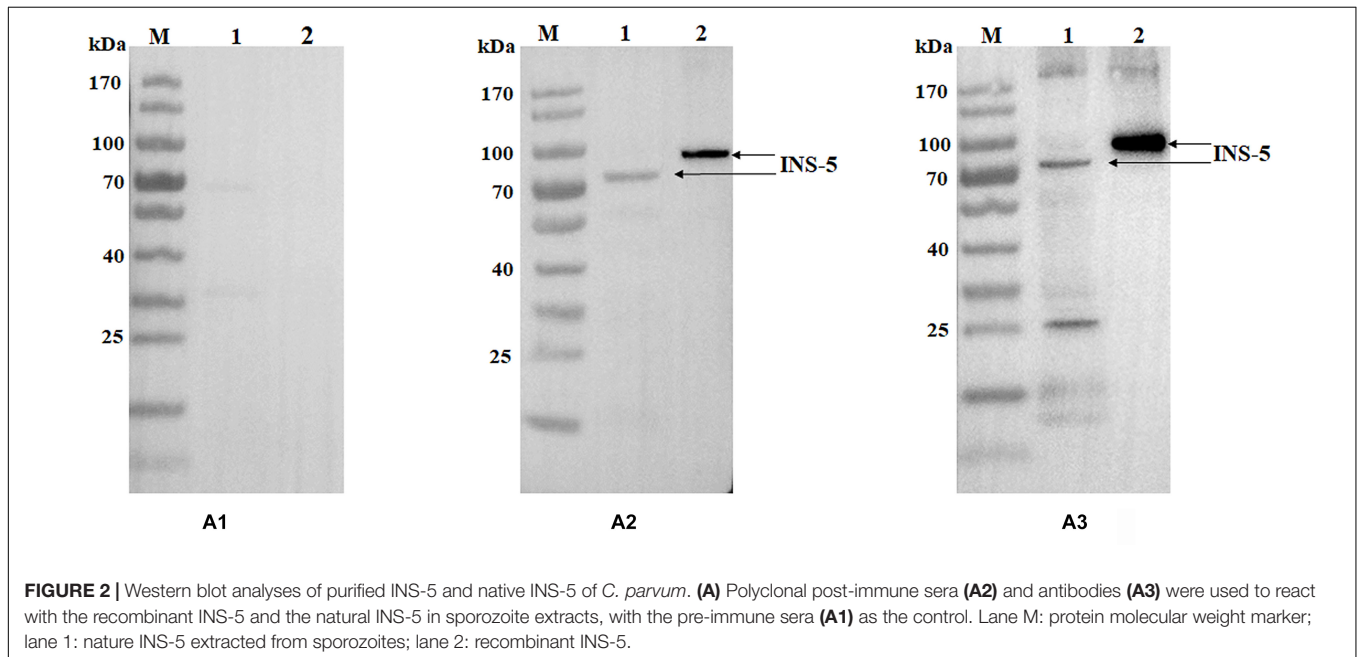 kDa M 1 2
170
100
70
40
25
A1
kDa M 1 2
170
100
70
40
25
INS-5
A2
kDa M 1 2
170
100
70
40
25
INS-5
A3
FIGURE 2 | Western blot analyses of purified INS-5 and native INS-5 of C. parvum. (A) Polyclonal post-immune sera (A2) and antibodies (A3) were used to react
with the recombinant INS-5 and the natural INS-5 in sporozoite extracts, with the pre-immune sera (A1) as the control. Lane M: protein molecular weight marker;
lane 1: nature INS-5 extracted from sporozoites; lane 2: recombinant INS-5.